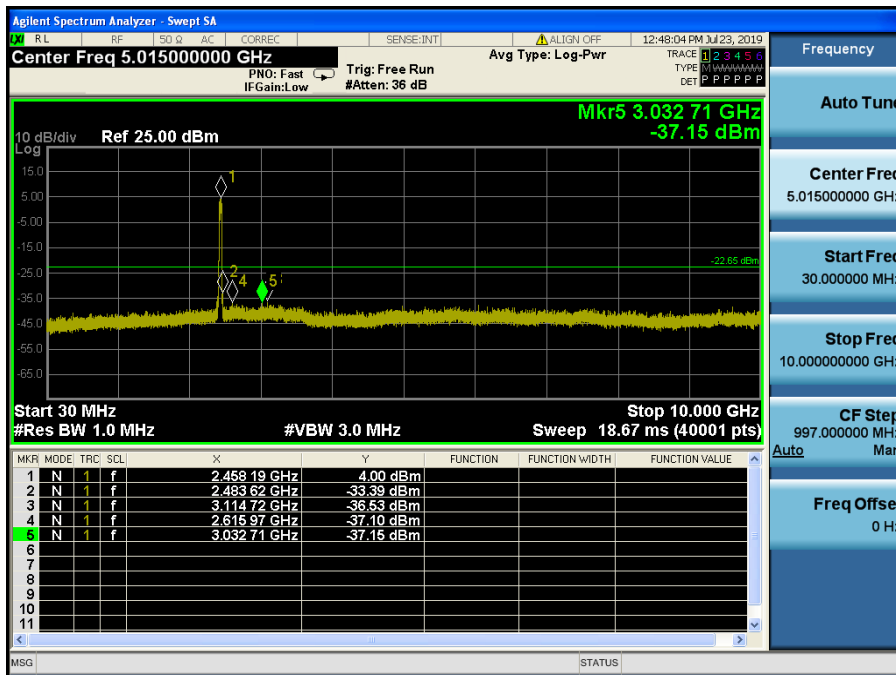 Agilent Spectrum Analyzer - Swept SA
LXI RL RF 50 Ω AC CORREC SENSE:INT ALIGN OFF 12:48:04 PM Jul 23, 2019
Center Freq 5.015000000 GHz
PNO: Fast
IFGain:Low
Trig: Free Run
#Atten: 36 dB
Avg Type: Log-Pwr
TRACE 1 2 3 4 5 6
TYPE MWWWWW
DET P P P P P P
Mkr5 3.032 71 GHz
-37.15 dBm
10 dB/div Ref 25.00 dBm
Log
15.0
5.00
-5.00
-15.0
-25.0
-35.0
-45.0
-55.0
-65.0
1
2
4
5
-22.65 dBm
Start 30 MHz Stop 10.000 GHz
#Res BW 1.0 MHz #VBW 3.0 MHz Sweep 18.67 ms (40001 pts)
MKR MODE TRC SCL X Y FUNCTION FUNCTION WIDTH FUNCTION VALUE
1 N 1 f 2.458 19 GHz 4.00 dBm
2 N 1 f 2.483 62 GHz -33.39 dBm
3 N 1 f 3.114 72 GHz -36.53 dBm
4 N 1 f 2.615 97 GHz -37.10 dBm
5 N 1 f 3.032 71 GHz -37.15 dBm
6
7
8
9
10
11
MSG STATUS
Frequency
Auto Tune
Center Freq
5.015000000 GHz
Start Freq
30.000000 MHz
Stop Freq
10.000000000 GHz
CF Step
997.000000 MHz
Auto Man
Freq Offset
0 Hz